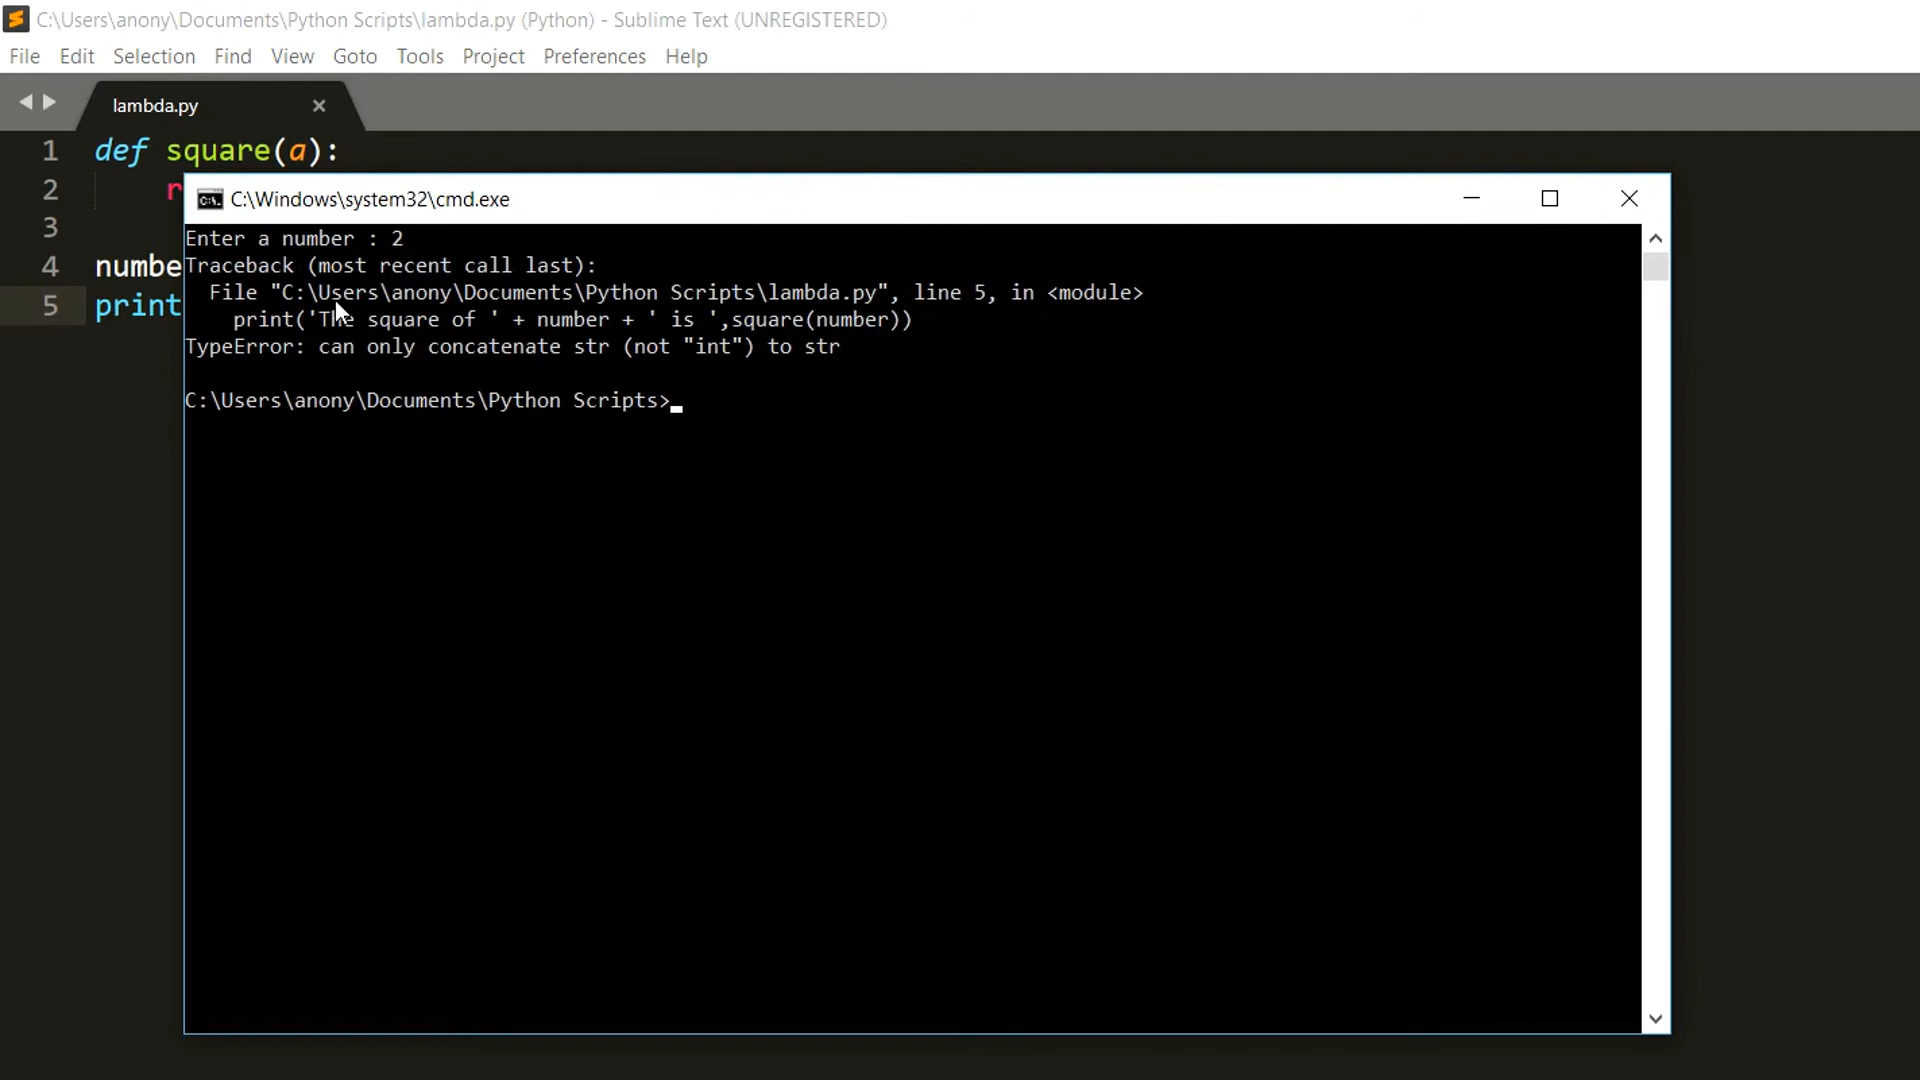 C:\Users\anony\Documents\Python Scripts\lambda.py (Python) - Sublime Text (UNREGISTERED)
File Edit Selection Find View Goto Tools Project Preferences Help
lambda.py
1 def square(a):
2 r
3
4 numbe
5 print
C:\Windows\system32\cmd.exe
Enter a number : 2
Traceback (most recent call last):
File "C:\Users\anony\Documents\Python Scripts\lambda.py", line 5, in <module>
print('The square of ' + number + ' is ',square(number))
TypeError: can only concatenate str (not "int") to str
C:\Users\anony\Documents\Python Scripts>